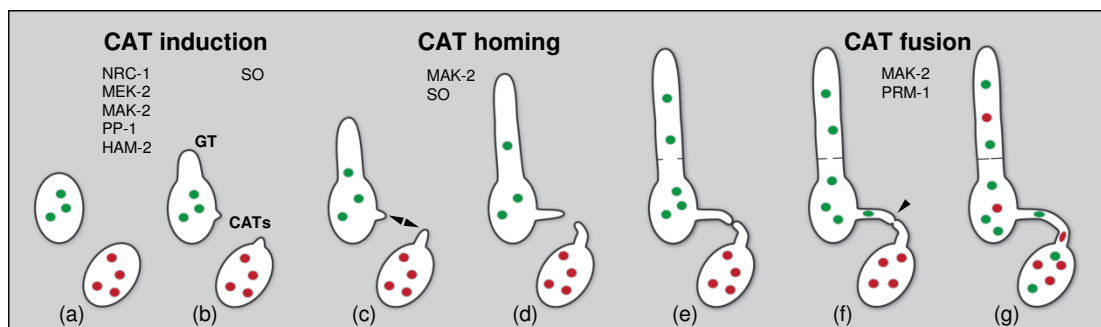 CAT induction
NRC-1
MEK-2
MAK-2
PP-1
HAM-2
SO
CAT homing
MAK-2
SO
CAT fusion
MAK-2
PRM-1
GT
CATs
(a) (b) (c) (d) (e) (f) (g)